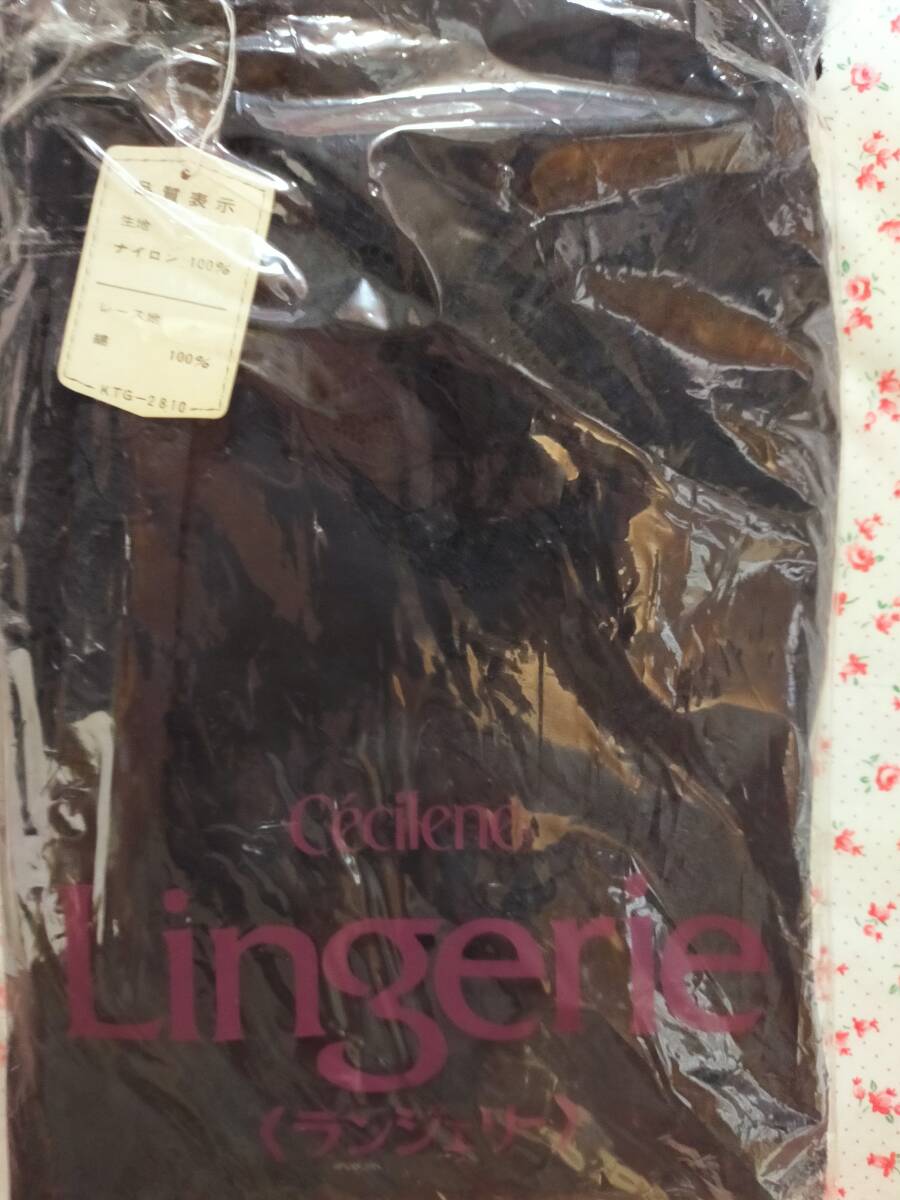 品質表示
生地
ナイロン 100%
レース地
綿
100%
KTG-2810
Cécilene
Lingerie
〈ランジェリー〉